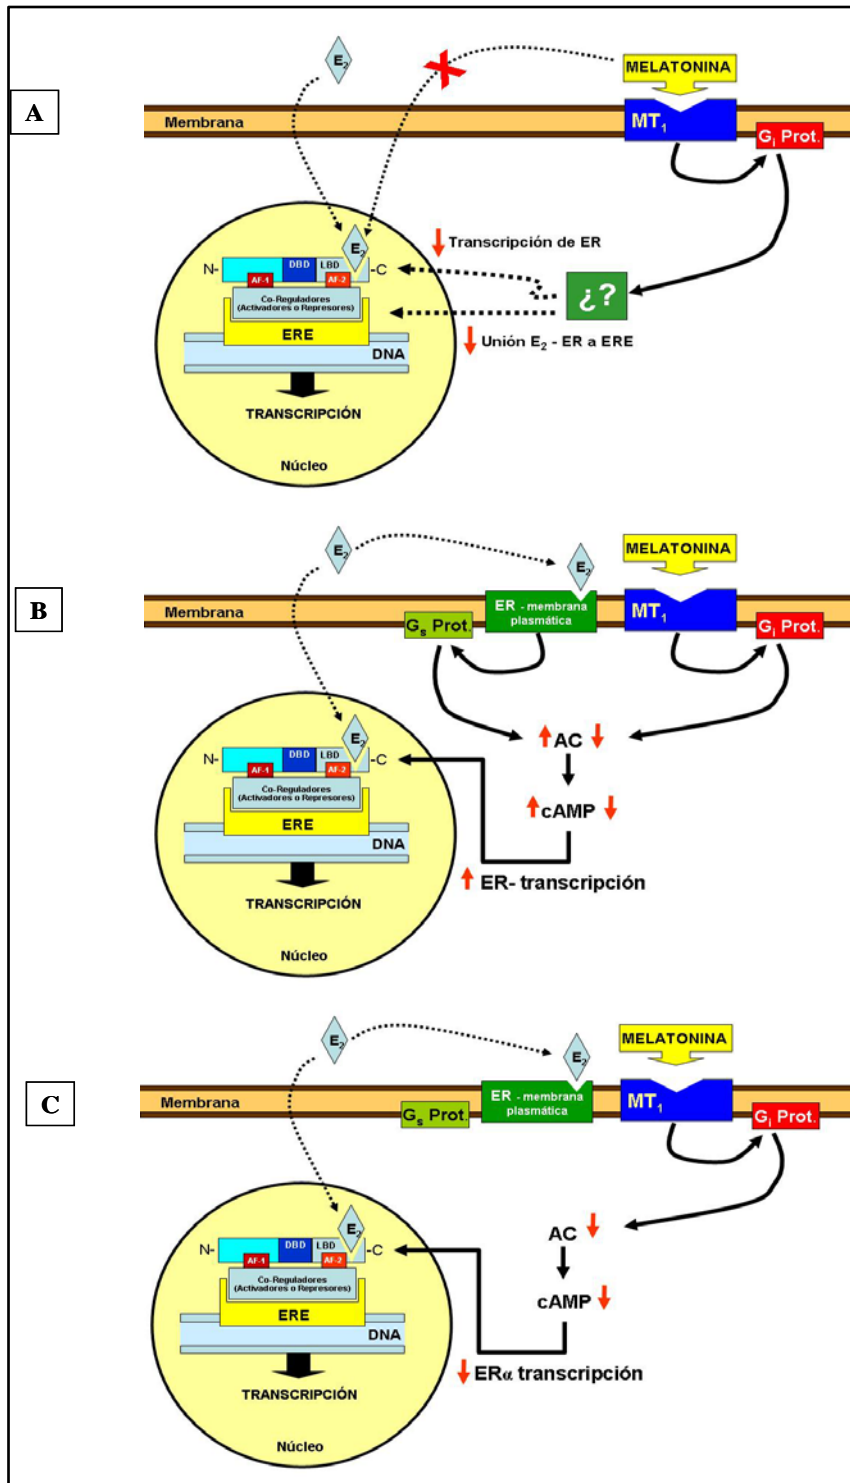 A
E2
MELATONINA
Membrana
MT1
Gi Prot.
E2
N-
DBD
LBD
-C
AF-1
AF-2
Co-Reguladores
(Activadores o Represores)
ERE
DNA
TRANSCRIPCIÓN
Núcleo
Transcripción de ER
¿?
Unión E2 - ER a ERE
B
E2
E2
MELATONINA
Membrana
Gs Prot.
ER - membrana
plasmática
MT1
Gi Prot.
E2
N-
DBD
LBD
-C
AF-1
AF-2
Co-Reguladores
(Activadores o Represores)
ERE
DNA
TRANSCRIPCIÓN
Núcleo
AC
cAMP
ER- transcripción
C
E2
E2
MELATONINA
Membrana
Gs Prot.
ER - membrana
plasmática
MT1
Gi Prot.
E2
N-
DBD
LBD
-C
AF-1
AF-2
Co-Reguladores
(Activadores o Represores)
ERE
DNA
TRANSCRIPCIÓN
Núcleo
AC
cAMP
ERα transcripción